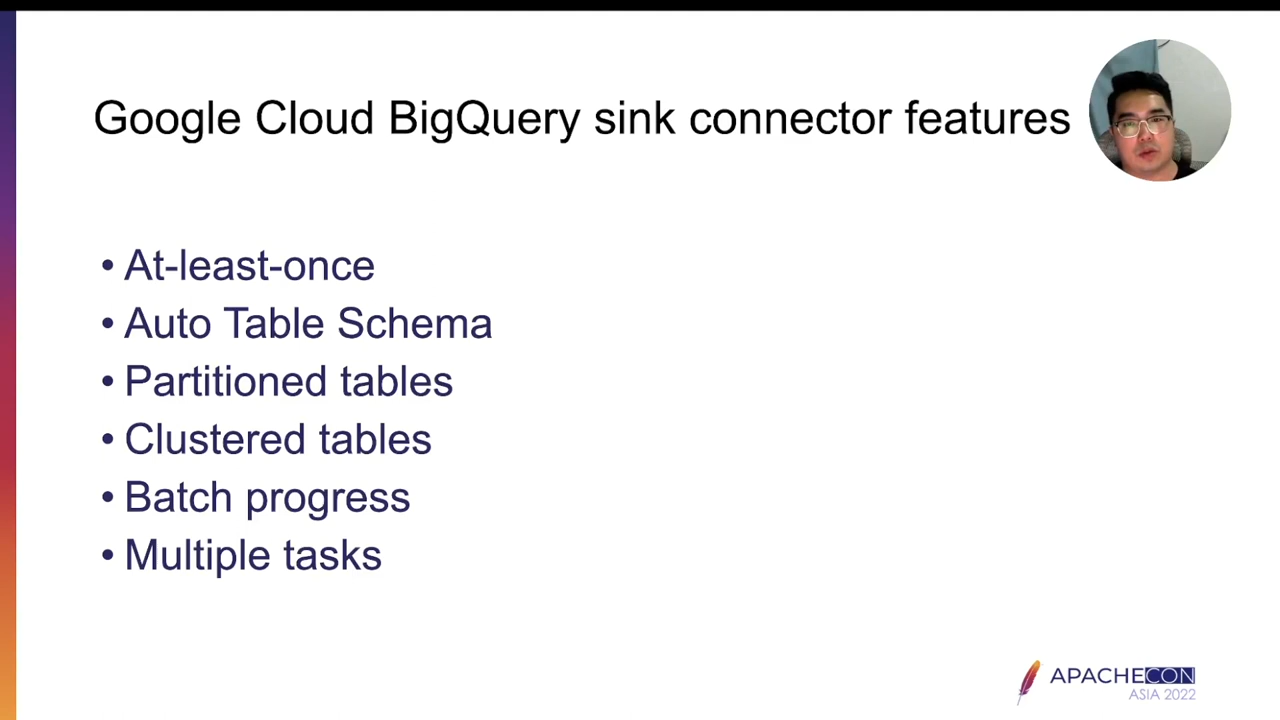 Google Cloud BigQuery sink connector features
• At-least-once
• Auto Table Schema
• Partitioned tables
• Clustered tables
• Batch progress
• Multiple tasks
APACHECON
ASIA 2022